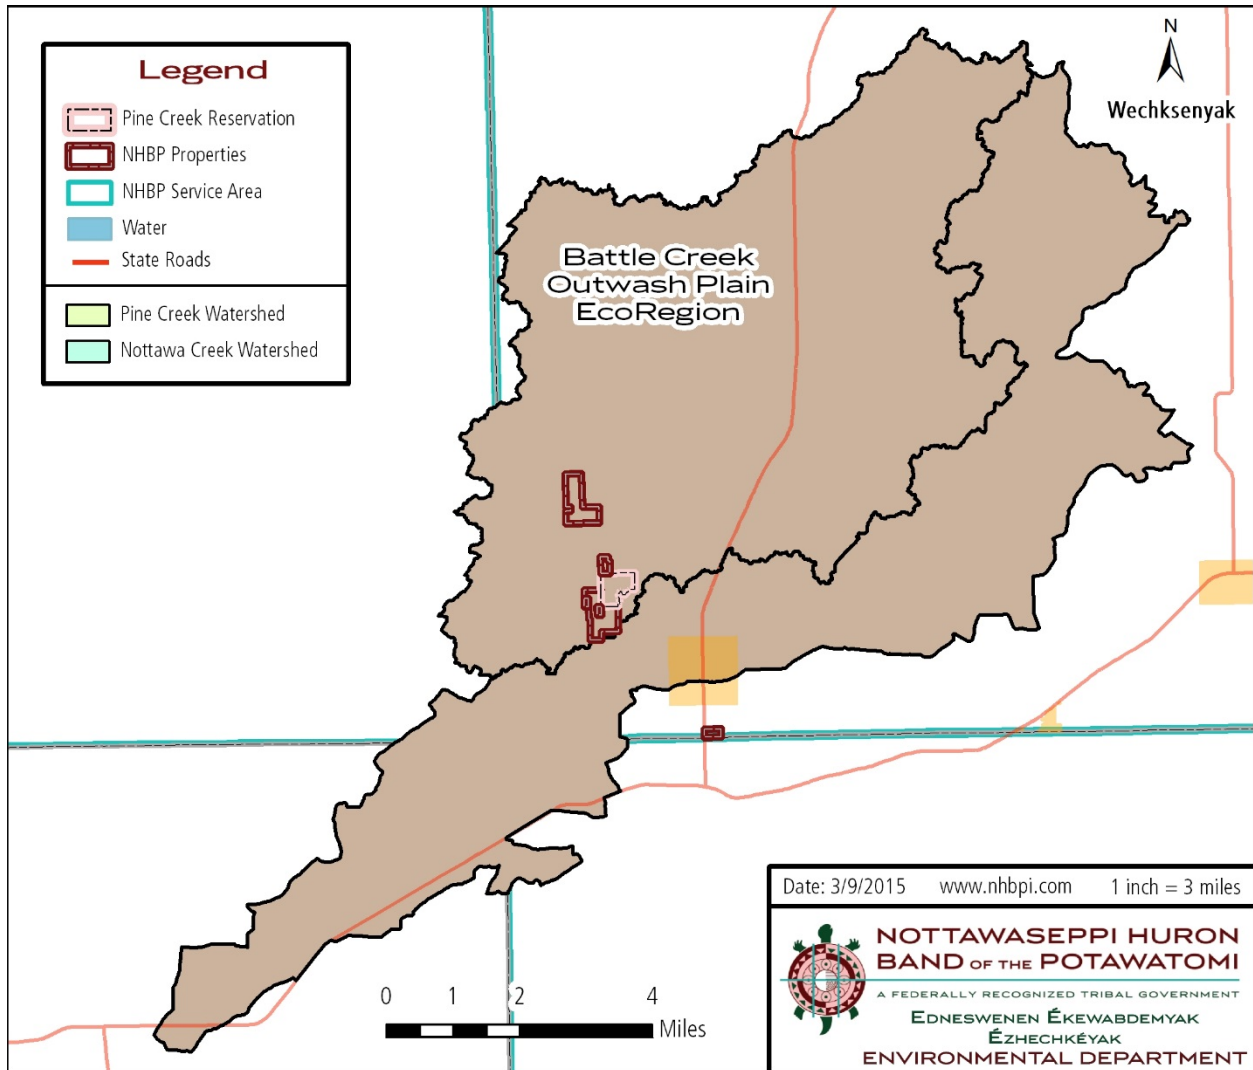 Legend
Pine Creek Reservation
NHBP Properties
NHBP Service Area
Water
State Roads
Pine Creek Watershed
Nottawa Creek Watershed
N
Wechksenyak
Battle Creek
Outwash Plain
EcoRegion
0 1 2 4
Miles
Date: 3/9/2015 www.nhbpi.com 1 inch = 3 miles
NOTTAWASEPPI HURON
BAND OF THE POTAWATOMI
A FEDERALLY RECOGNIZED TRIBAL GOVERNMENT
EDNESWENEN ÉKEWABDEMYAK
ÉZHECHKÉYAK
ENVIRONMENTAL DEPARTMENT